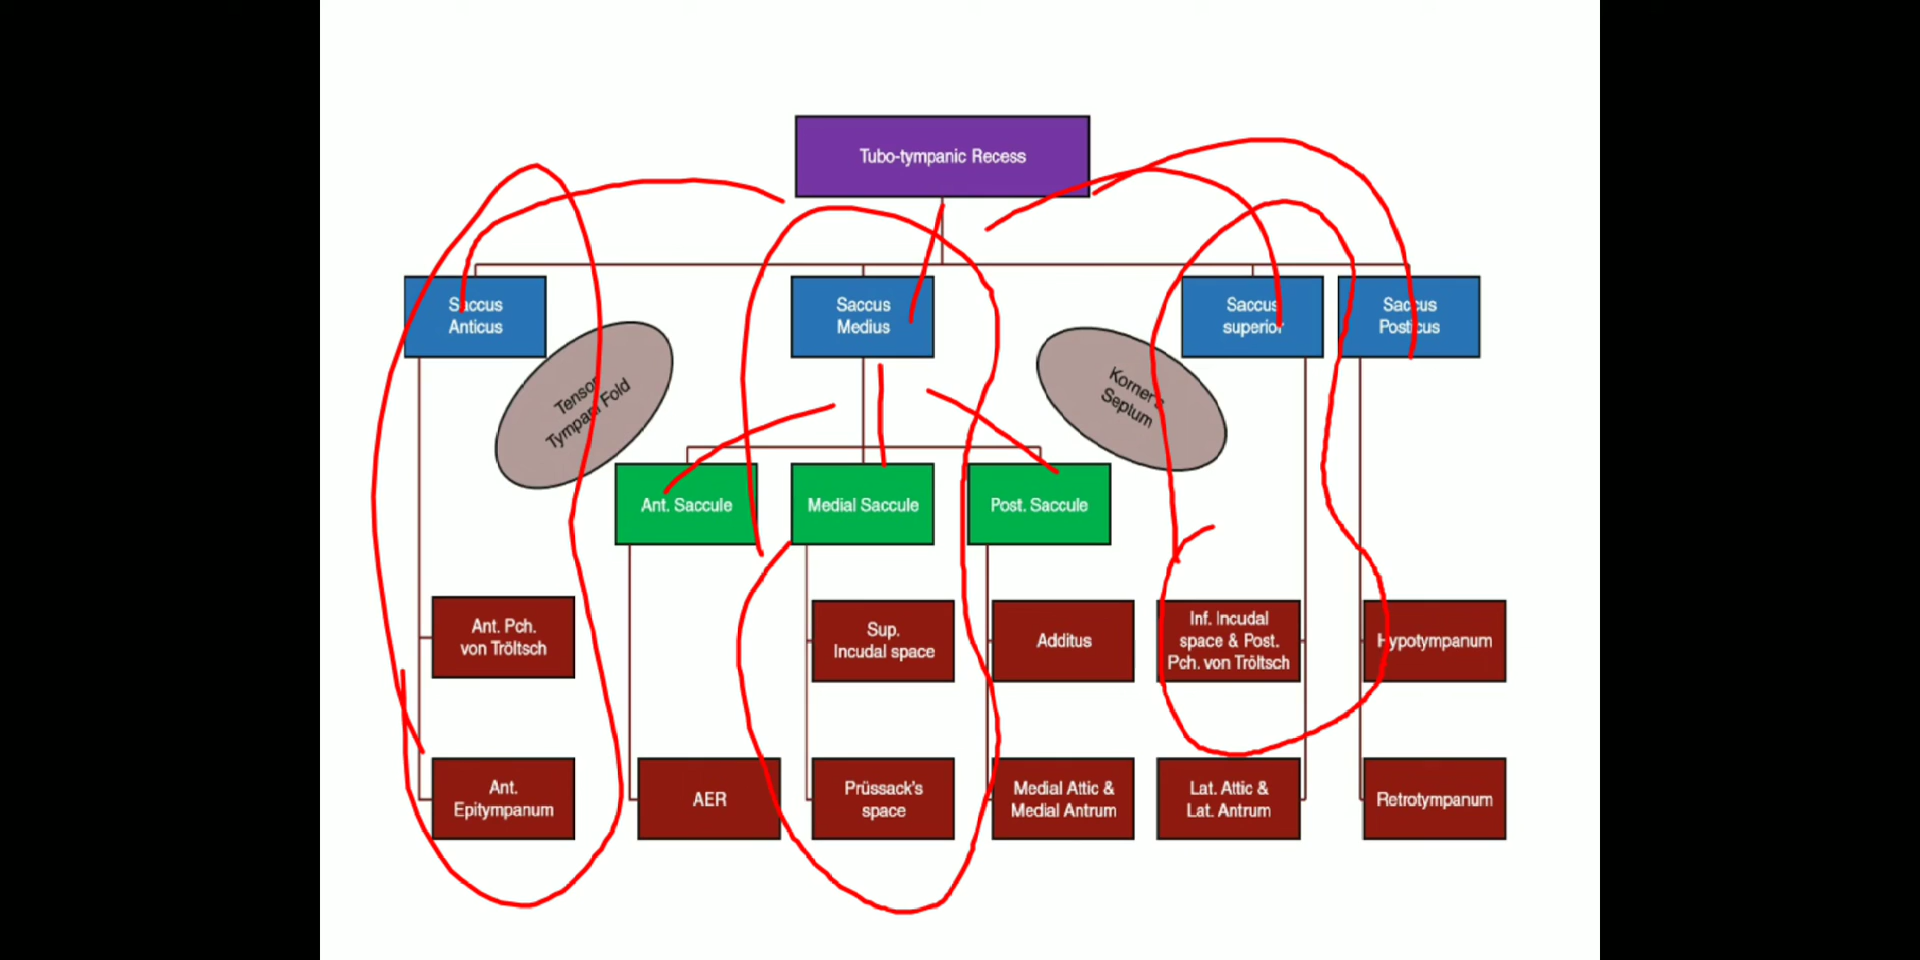 Tubo-tympanic Recess
Saccus
Anticus
Saccus
Medius
Saccus
superior
Saccus
Posticus
Tensor
Tympani Fold
Korner's
Septum
Ant. Saccule
Medial Saccule
Post. Saccule
Ant. Pch.
von Tröltsch
Sup.
Incudal space
Additus
Inf. Incudal
space & Post.
Pch. von Tröltsch
Hypotympanum
Ant.
Epitympanum
AER
Prüssack's
space
Medial Attic &
Medial Antrum
Lat. Attic &
Lat. Antrum
Retrotympanum